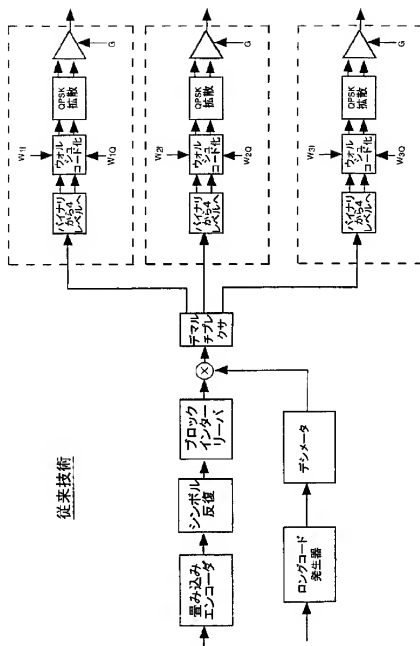 従来技術
畳み込み
エンコーダ
シンボル
反復
ブロック
インター
リーバ
ロングコード
発生器
デシメータ
デマル
チプレ
クサ
バイナリ
から4
レベルへ
W1I
ウォル
シュ
コード化
W1Q
QPSK
拡散
G
バイナリ
から4
レベルへ
W2I
ウォル
シュ
コード化
W2Q
QPSK
拡散
G
バイナリ
から4
レベルへ
W3I
ウォル
シュ
コード化
W3Q
QPSK
拡散
G